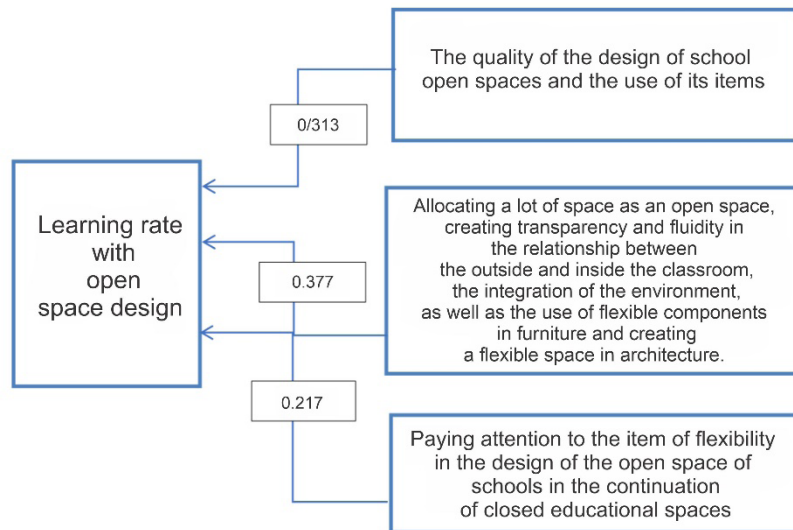 The quality of the design of school
open spaces and the use of its items
0/313
Learning rate
with
open
space design
Allocating a lot of space as an open space,
creating transparency and fluidity in
the relationship between
the outside and inside the classroom,
the integration of the environment,
as well as the use of flexible components
in furniture and creating
a flexible space in architecture.
0.377
0.217
Paying attention to the item of flexibility
in the design of the open space of
schools in the continuation
of closed educational spaces